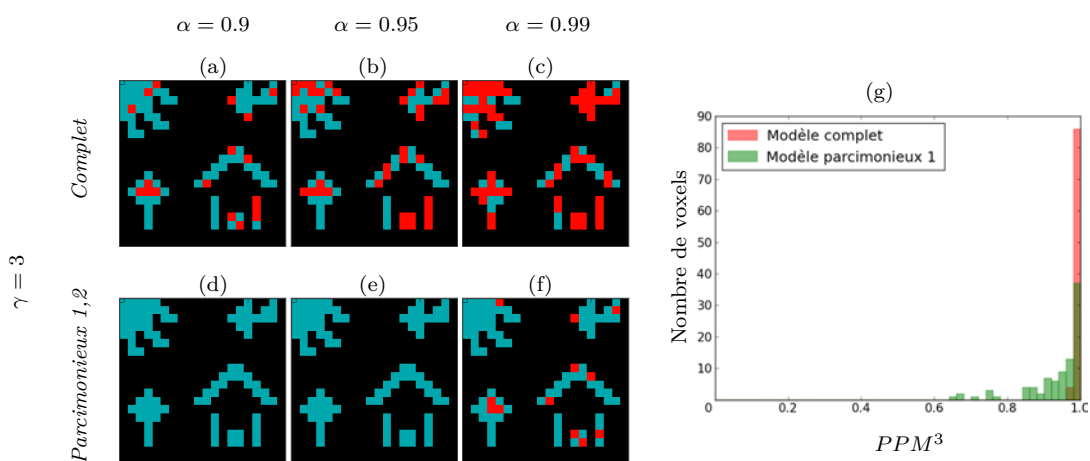 α = 0.9
α = 0.95
α = 0.99
(a)
(b)
(c)
Complet
(d)
(e)
(f)
Parcimonieux 1,2
γ = 3
(g)
Modèle complet
Modèle parcimonieux 1
Nombre de voxels
90
80
70
60
50
40
30
20
10
0
0.2
0.4
0.6
0.8
1.0
PPM³